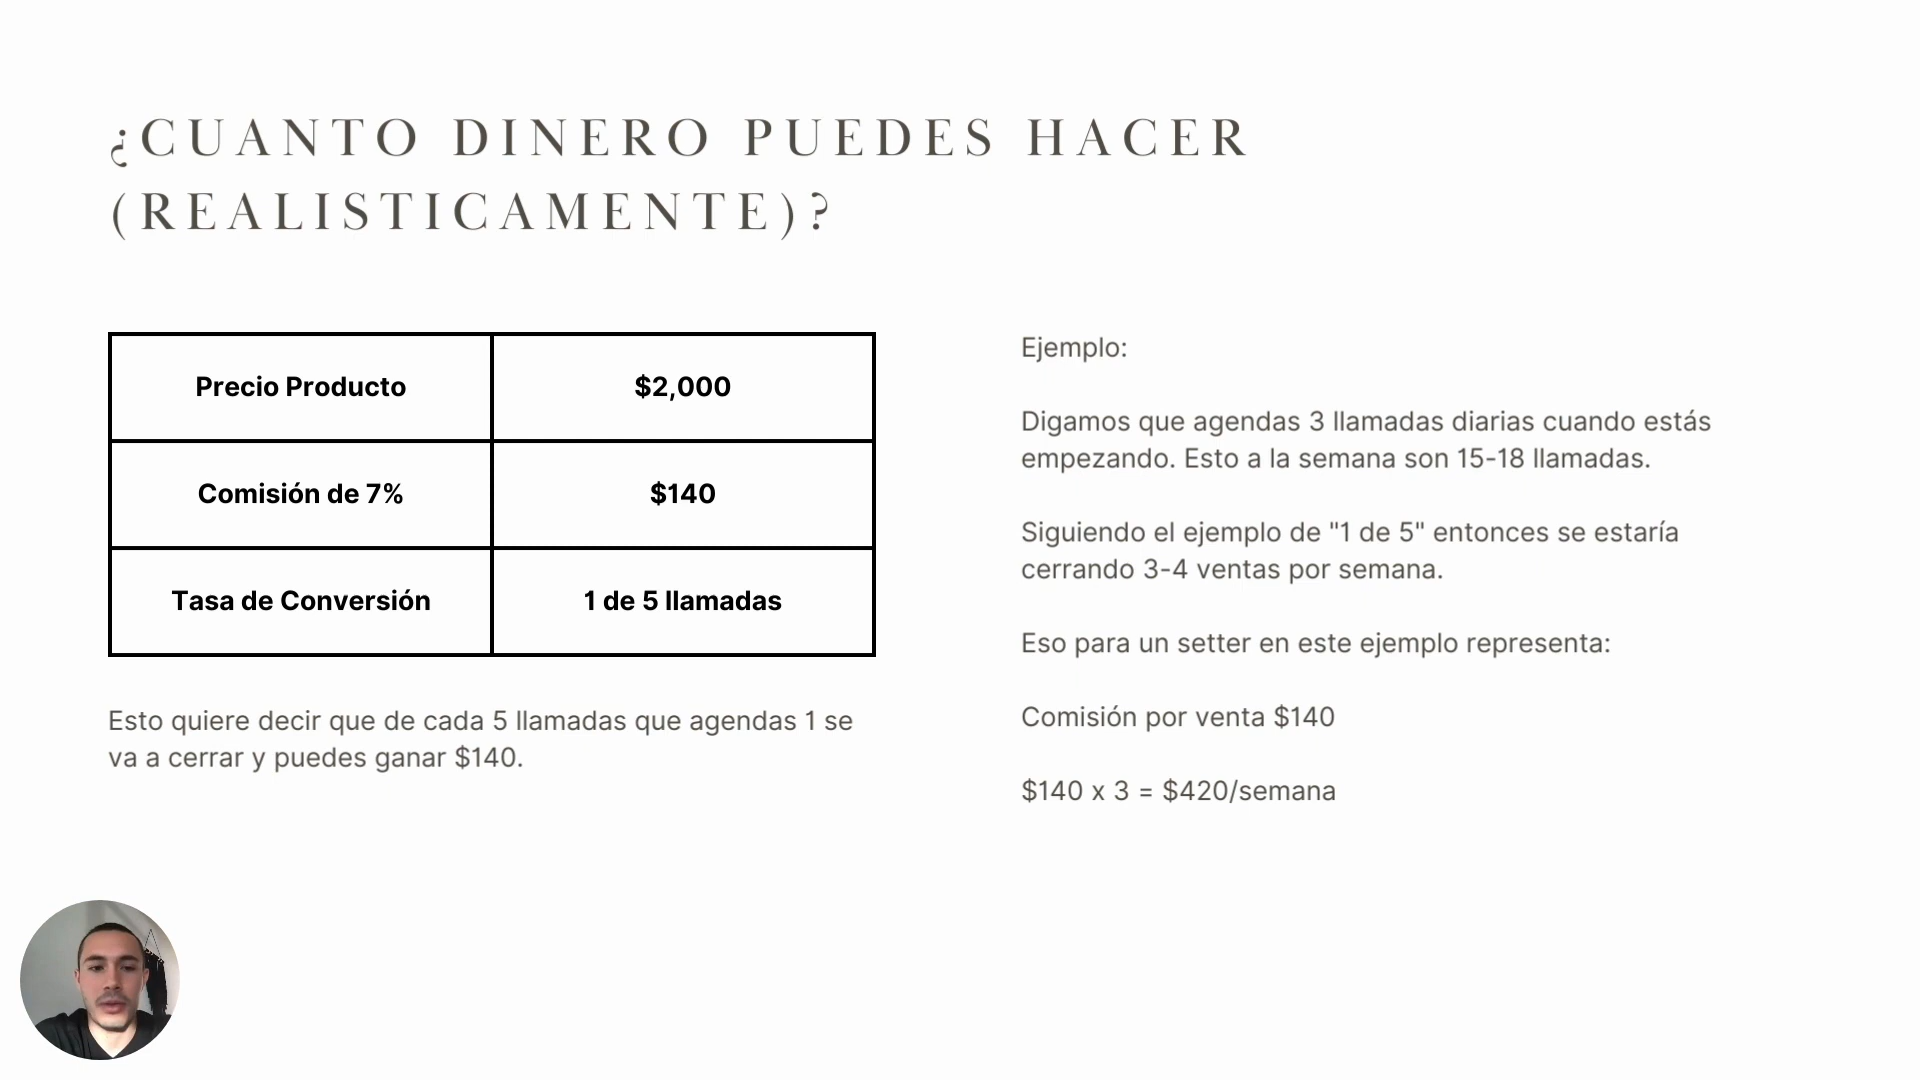 ¿CUANTO DINERO PUEDES HACER
(REALISTICAMENTE)?
Precio Producto $2,000
Comisión de 7% $140
Tasa de Conversión 1 de 5 llamadas
Esto quiere decir que de cada 5 llamadas que agendas 1 se
va a cerrar y puedes ganar $140.
Ejemplo:
Digamos que agendas 3 llamadas diarias cuando estás
empezando. Esto a la semana son 15-18 llamadas.
Siguiendo el ejemplo de "1 de 5" entonces se estaría
cerrando 3-4 ventas por semana.
Eso para un setter en este ejemplo representa:
Comisión por venta $140
$140 x 3 = $420/semana